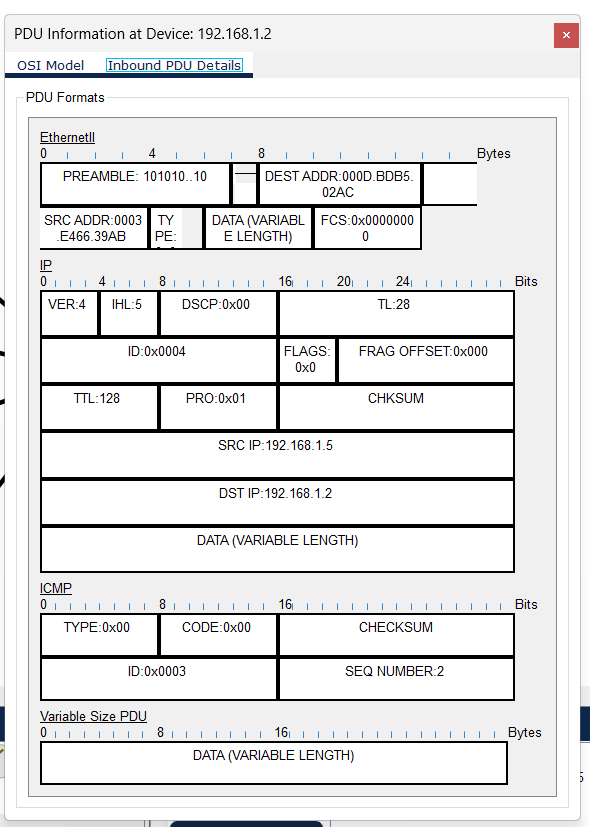 PDU Information at Device: 192.168.1.2
OSI Model Inbound PDU Details
PDU Formats
EthernetII
0 4 8 Bytes
PREAMBLE: 101010..10 DEST ADDR:000D.BDB5.
02AC
SRC ADDR:0003 TY DATA (VARIABL FCS:0x0000000
.E466.39AB PE: E LENGTH) 0
IP
0 4 8 16 20 24 Bits
VER:4 IHL:5 DSCP:0x00 TL:28
ID:0x0004 FLAGS: FRAG OFFSET:0x000
0x0
TTL:128 PRO:0x01 CHKSUM
SRC IP:192.168.1.5
DST IP:192.168.1.2
DATA (VARIABLE LENGTH)
ICMP
0 8 16 Bits
TYPE:0x00 CODE:0x00 CHECKSUM
ID:0x0003 SEQ NUMBER:2
Variable Size PDU
0 8 16 Bytes
DATA (VARIABLE LENGTH)